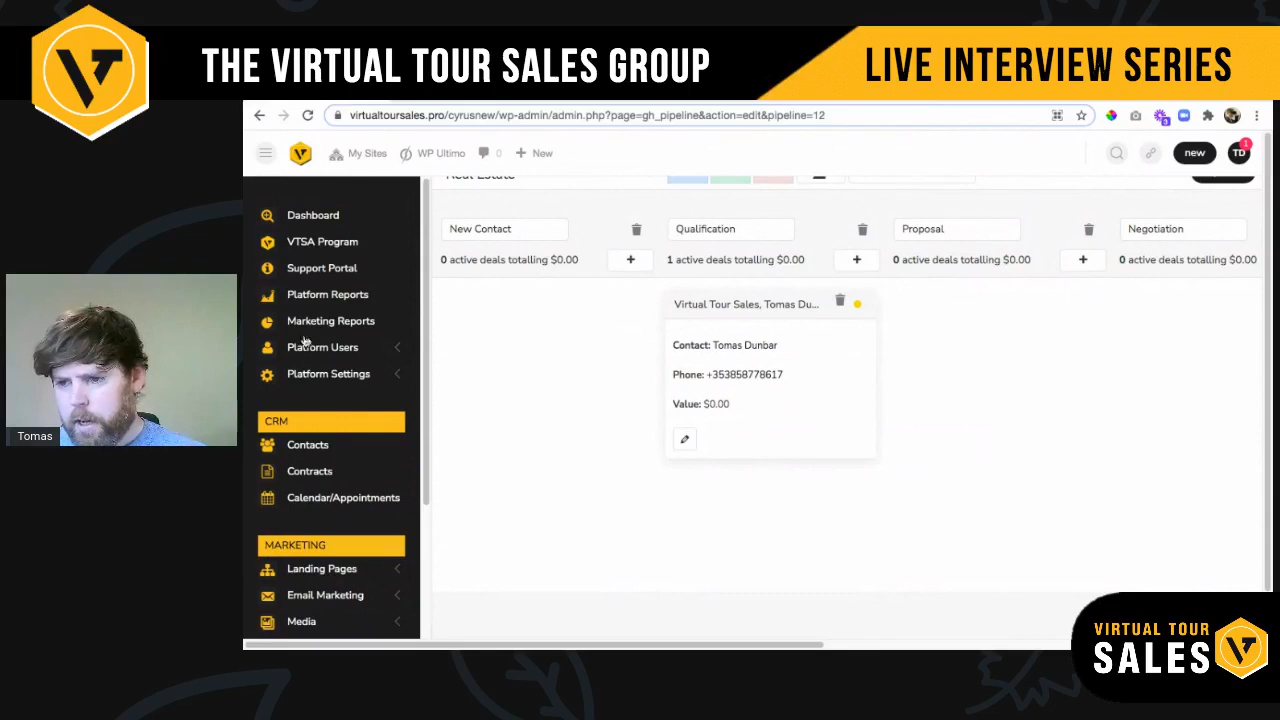 THE VIRTUAL TOUR SALES GROUP
LIVE INTERVIEW SERIES
virtualtoursales.pro/cyrusnew/wp-admin/admin.php?page=gh_pipeline&action=edit&pipeline=12
3
My Sites
WP Ultimo
0
New
new
TD
1
Real Estate
Dashboard
VTSA Program
Support Portal
Platform Reports
Marketing Reports
Platform Users
Platform Settings
CRM
Contacts
Contracts
Calendar/Appointments
MARKETING
Landing Pages
Email Marketing
Media
New Contact
0 active deals totalling $0.00
+
Qualification
1 active deals totalling $0.00
+
Proposal
0 active deals totalling $0.00
+
Negotiation
0 active deals totalling $0.00
Virtual Tour Sales, Tomas Du...
Contact: Tomas Dunbar
Phone: +353858778617
Value: $0.00
Tomas
VIRTUAL TOUR
SALES